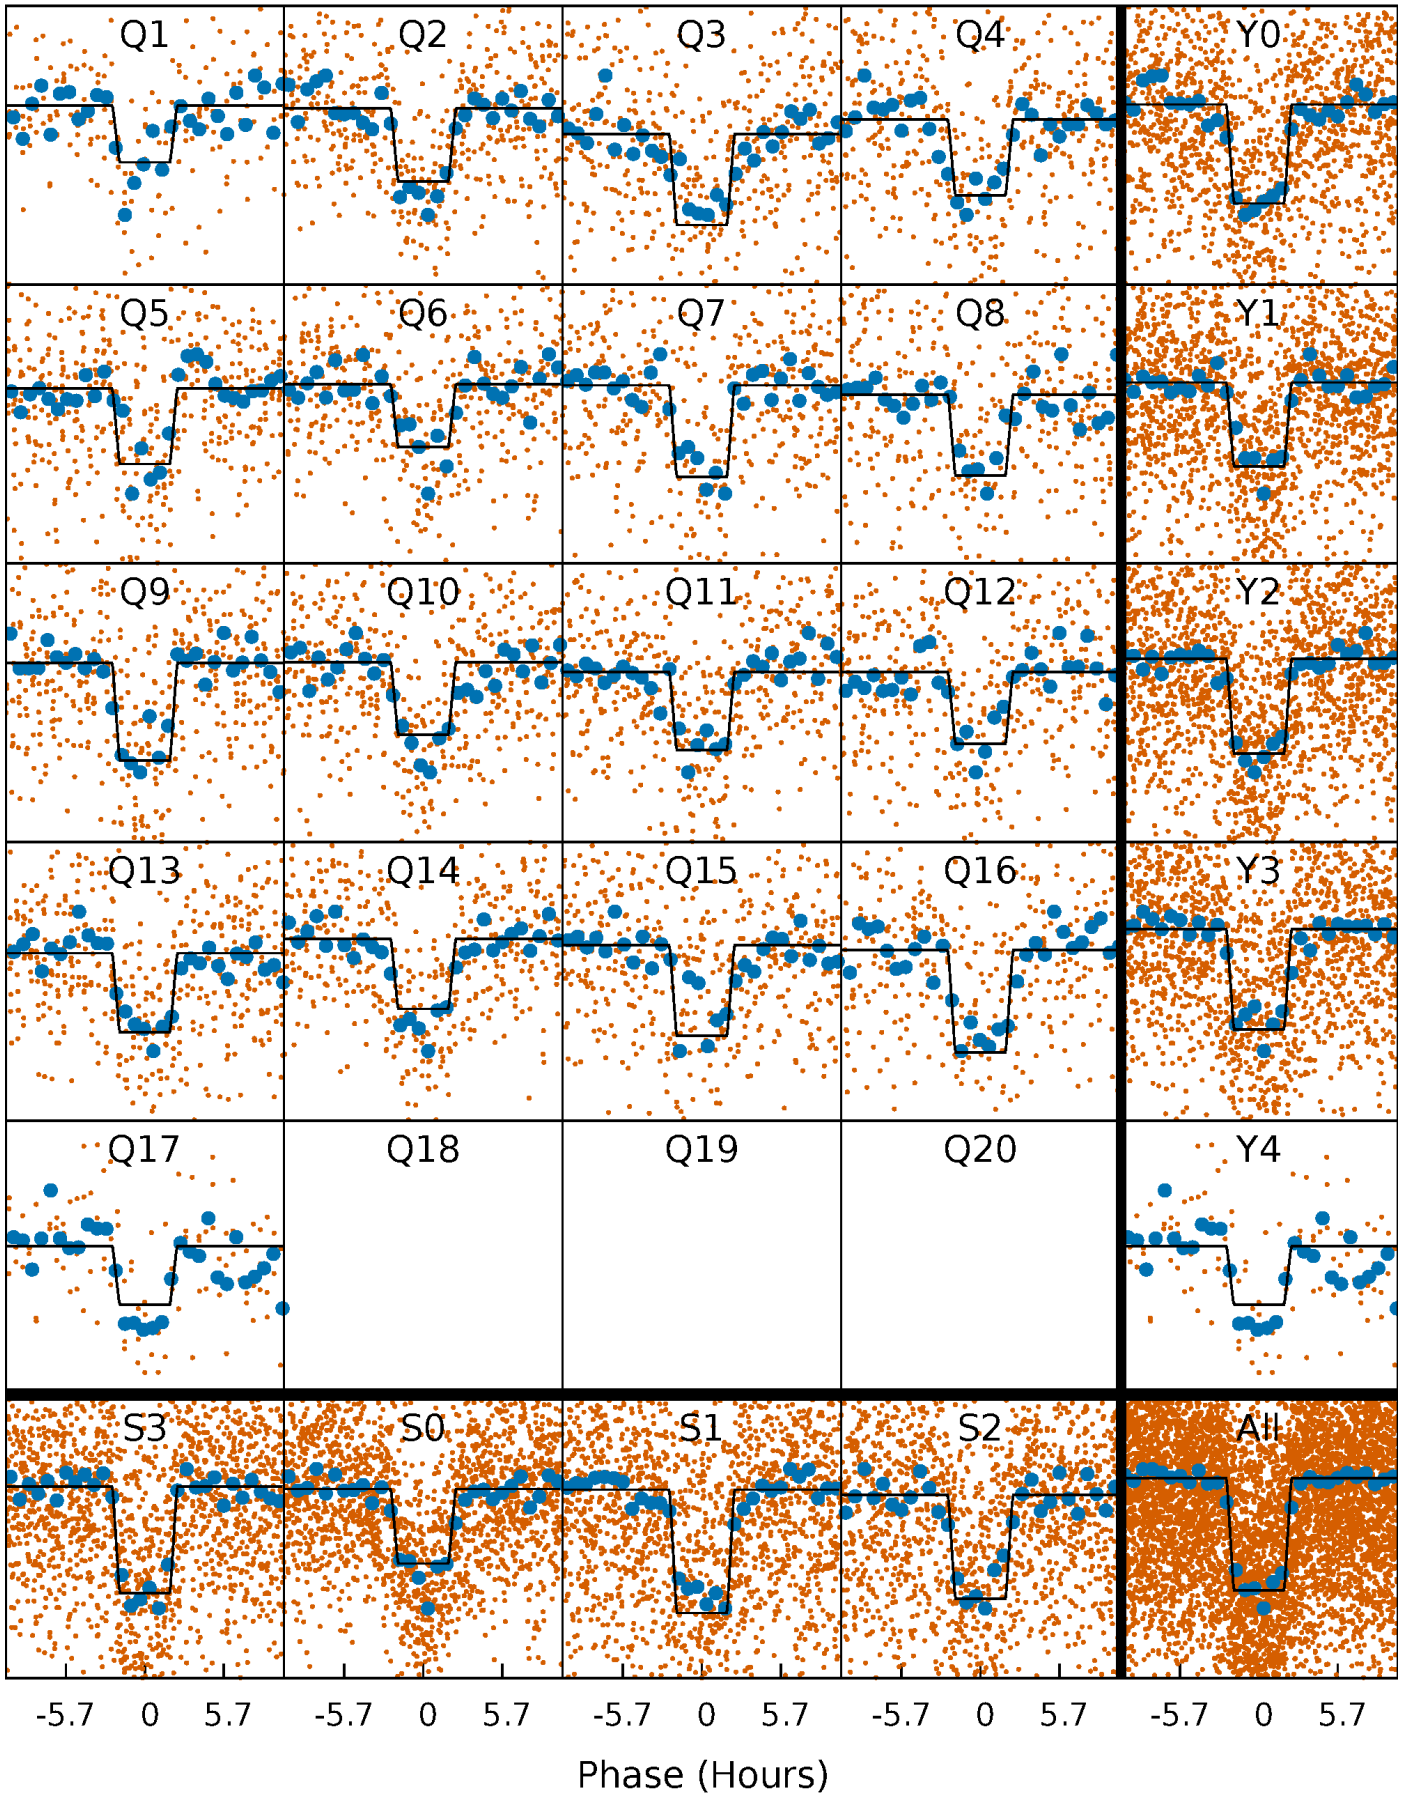 Q1 Q2 Q3 Q4 Y0
Q5 Q6 Q7 Q8 Y1
Q9 Q10 Q11 Q12 Y2
Q13 Q14 Q15 Q16 Y3
Q17 Q18 Q19 Q20 Y4
S3 S0 S1 S2 All
-5.7 0 5.7 -5.7 0 5.7 -5.7 0 5.7 -5.7 0 5.7 -5.7 0 5.7
Phase (Hours)